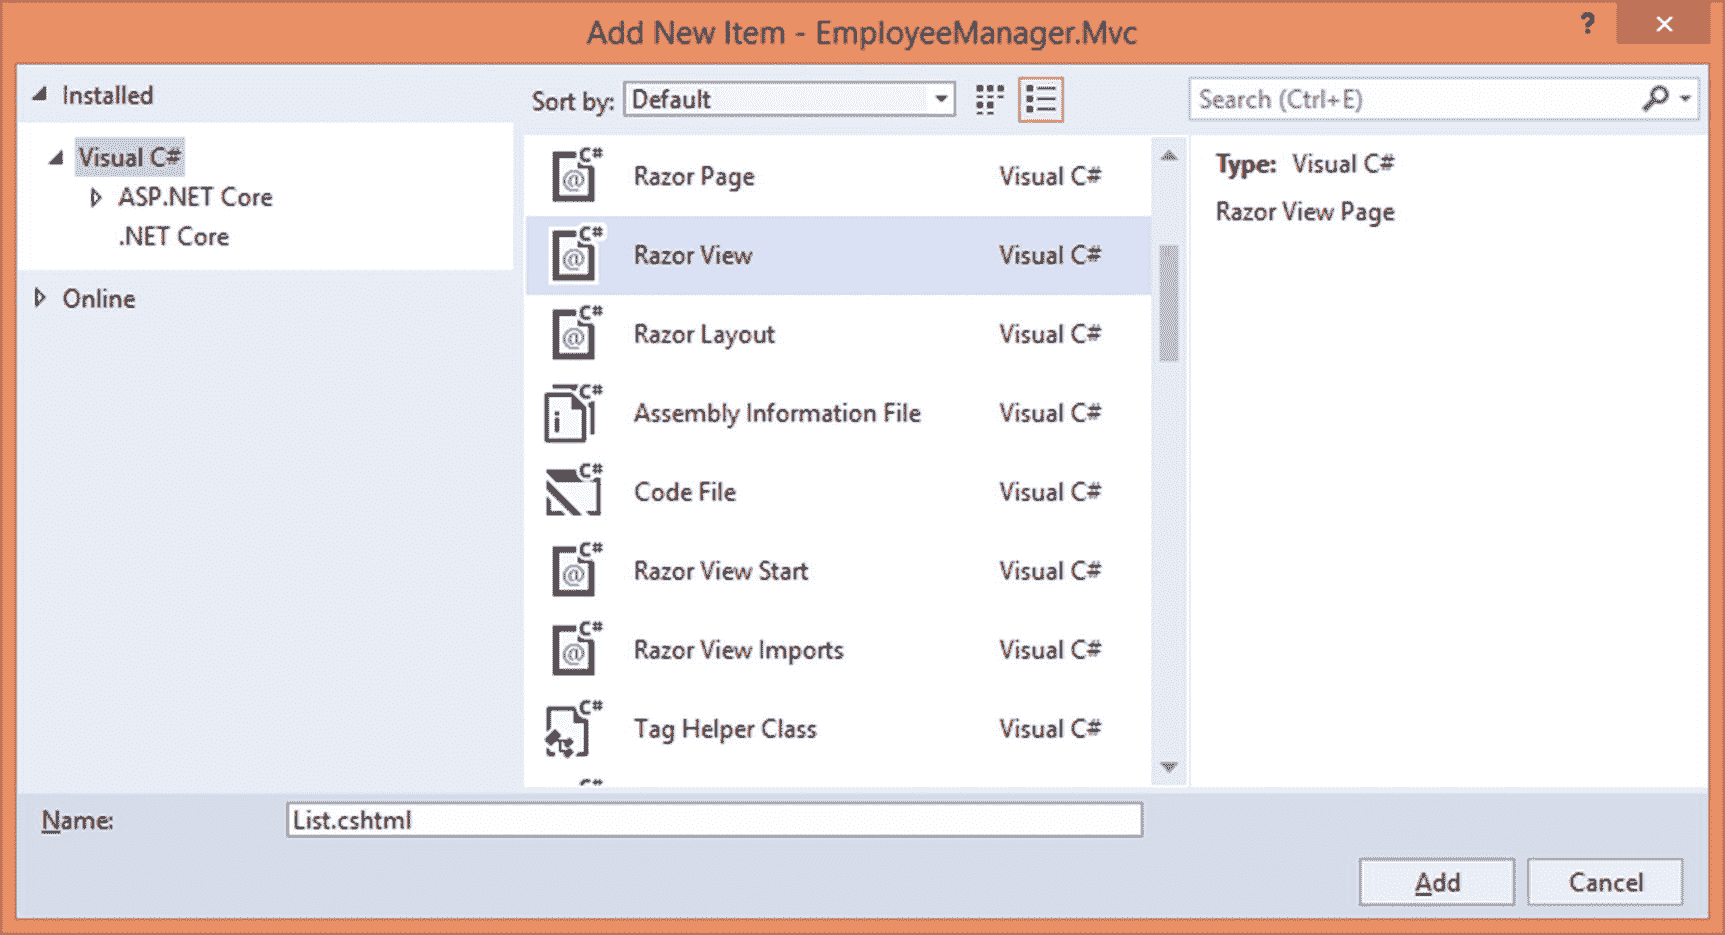 Add New Item - EmployeeManager.Mvc
?
Installed
Sort by: Default
Search (Ctrl+E)
Visual C#
ASP.NET Core
.NET Core
Online
C# @ Razor Page Visual C#
C# @ Razor View Visual C#
C# @ Razor Layout Visual C#
C# i Assembly Information File Visual C#
C# Code File Visual C#
C# @ Razor View Start Visual C#
C# @ Razor View Imports Visual C#
C# Tag Helper Class Visual C#
Type: Visual C#
Razor View Page
Name: List.cshtml
Add Cancel